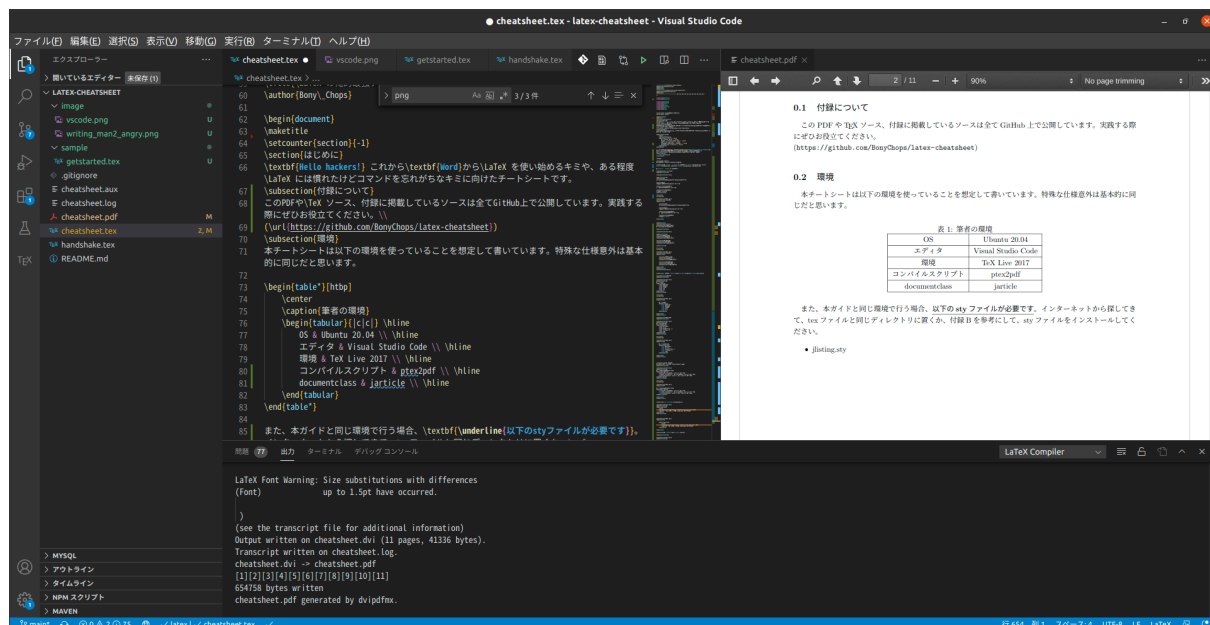 ● cheatsheet.tex - latex-cheatsheet - Visual Studio Code
ファイル(F) 編集(E) 選択(S) 表示(V) 移動(G) 実行(R) ターミナル(T) ヘルプ(H)
エクスプローラー
開いているエディター 未保存 (1)
LATEX-CHEATSHEET
image
vscode.png U
writing_man2_angry.png U
sample
getstarted.tex U
.gitignore
cheatsheet.aux
cheatsheet.log
cheatsheet.pdf M
cheatsheet.tex 2, M
handshake.tex
README.md
MYSQL
アウトライン
タイムライン
NPM スクリプト
MAVEN
cheatsheet.tex ● vscode.png getstarted.tex handshake.tex
cheatsheet.tex > ...
png Aa 3/3 件
60 \author{Bony\_Chops}
61
62 \begin{document}
63 \maketitle
64 \setcounter{section}{-1}
65 \section{はじめに}
66 \textbf{Hello hackers!} これから\textbf{Word}から\LaTeX を使い始めるキミや、ある程度
\LaTeX には慣れたけどコマンドを忘れがちなキミに向けたチートシートです。
67 \subsection{付録について}
68 このPDFや\TeX ソース、付録に掲載しているソースは全てGitHub上で公開しています。実践する
際にぜひお役立てください。\\
69 (\url{https://github.com/BonyChops/latex-cheatsheet})
70 \subsection{環境}
71 本チートシートは以下の環境を使っていることを想定して書いています。特殊な仕様意外は基本
的に同じだと思います。
72
73 \begin{table*}[htbp]
74 \center
75 \caption{筆者の環境}
76 \begin{tabular}{|c|c|} \hline
77 OS & Ubuntu 20.04 \\ \hline
78 エディタ & Visual Studio Code \\ \hline
79 環境 & TeX Live 2017 \\ \hline
80 コンパイルスクリプト & ptex2pdf \\ \hline
81 documentclass & jarticle \\ \hline
82 \end{tabular}
83 \end{table*}
84
85 また、本ガイドと同じ環境で行う場合、\textbf{\underline{以下のstyファイルが必要です}}。
cheatsheet.pdf
2 / 11 90% No page trimming
0.1 付録について
この PDF や TeX ソース、付録に掲載しているソースは全て GitHub 上で公開しています。実践する際
にぜひお役立てください。
(https://github.com/BonyChops/latex-cheatsheet)
0.2 環境
本チートシートは以下の環境を使っていることを想定して書いています。特殊な仕様意外は基本的に同
じだと思います。
表 1: 筆者の環境
OS Ubuntu 20.04
エディタ Visual Studio Code
環境 TeX Live 2017
コンパイルスクリプト ptex2pdf
documentclass jarticle
また、本ガイドと同じ環境で行う場合、以下の sty ファイルが必要です。インターネットから探してき
て、tex ファイルと同じディレクトリに置くか、付録 B を参考にして、sty ファイルをインストールしてく
ださい。
• jlisting.sty
問題 77 出力 ターミナル デバッグ コンソール
LaTeX Compiler
LaTeX Font Warning: Size substitutions with differences
(Font) up to 1.5pt have occurred.
)
(see the transcript file for additional information)
Output written on cheatsheet.dvi (11 pages, 41336 bytes).
Transcript written on cheatsheet.log.
cheatsheet.dvi -> cheatsheet.pdf
[1][2][3][4][5][6][7][8][9][10][11]
654758 bytes written
cheatsheet.pdf generated by dvipdfmx.